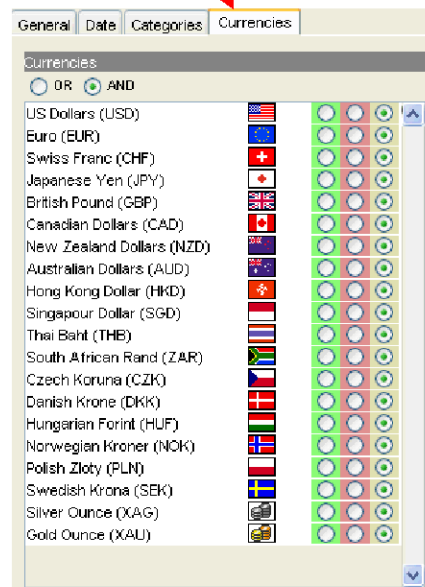 General Date Categories Currencies
Currencies
OR AND
US Dollars (USD)
Euro (EUR)
Swiss Franc (CHF)
Japanese Yen (JPY)
British Pound (GBP)
Canadian Dollars (CAD)
New Zealand Dollars (NZD)
Australian Dollars (AUD)
Hong Kong Dollar (HKD)
Singapour Dollar (SGD)
Thai Baht (THB)
South African Rand (ZAR)
Czech Koruna (CZK)
Danish Krone (DKK)
Hungarian Forint (HUF)
Norwegian Kroner (NOK)
Polish Zloty (PLN)
Swedish Krona (SEK)
Silver Ounce (XAG)
Gold Ounce (XAU)